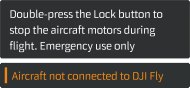 Double-press the Lock button to
stop the aircraft motors during
flight. Emergency use only
Aircraft not connected to DJI Fly